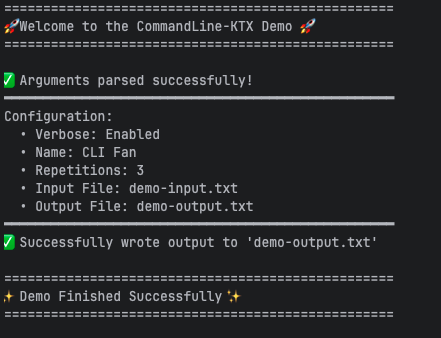 ==================================================
🚀Welcome to the CommandLine-KTX Demo 🚀
==================================================
✅ Arguments parsed successfully!
━━━━━━━━━━━━━━━━━━━━━━━━━━━━━━━━━━━━━━━━━━━━━━━━━━
Configuration:
• Verbose: Enabled
• Name: CLI Fan
• Repetitions: 3
• Input File: demo-input.txt
• Output File: demo-output.txt
━━━━━━━━━━━━━━━━━━━━━━━━━━━━━━━━━━━━━━━━━━━━━━━━━━
✅ Successfully wrote output to 'demo-output.txt'
==================================================
✨ Demo Finished Successfully ✨
==================================================